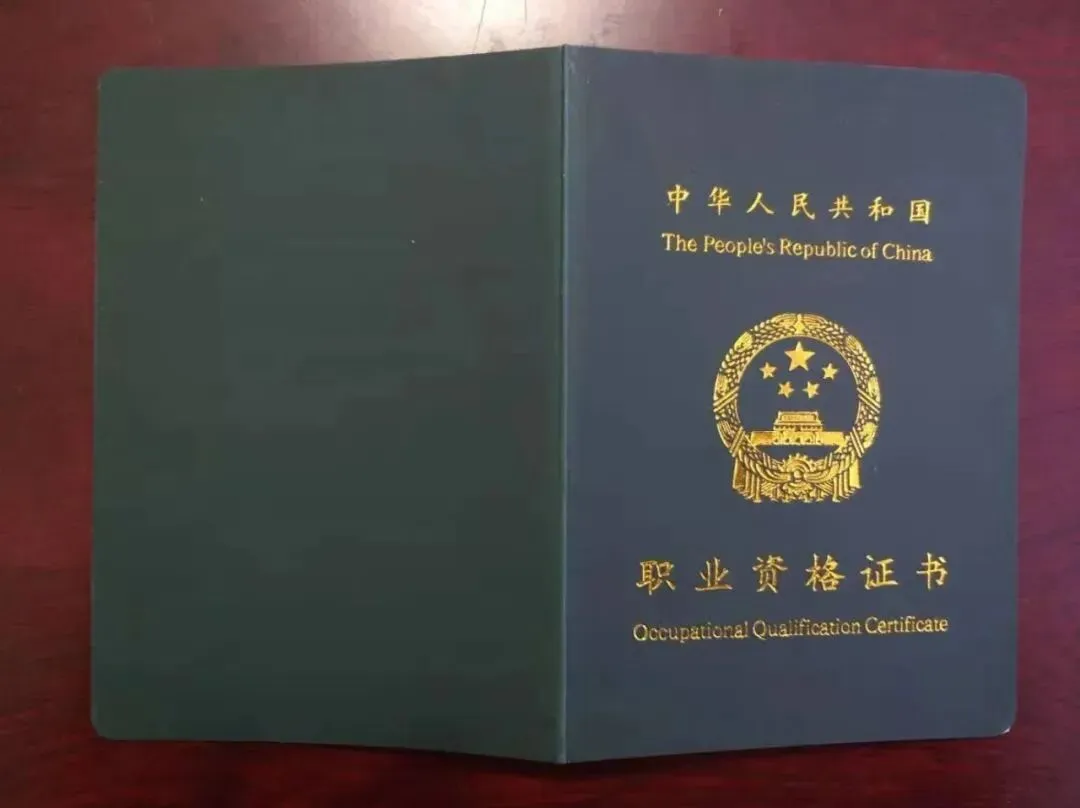 中华人民共和国
The People's Republic of China
职业资格证书
Occupational Qualification Certificate